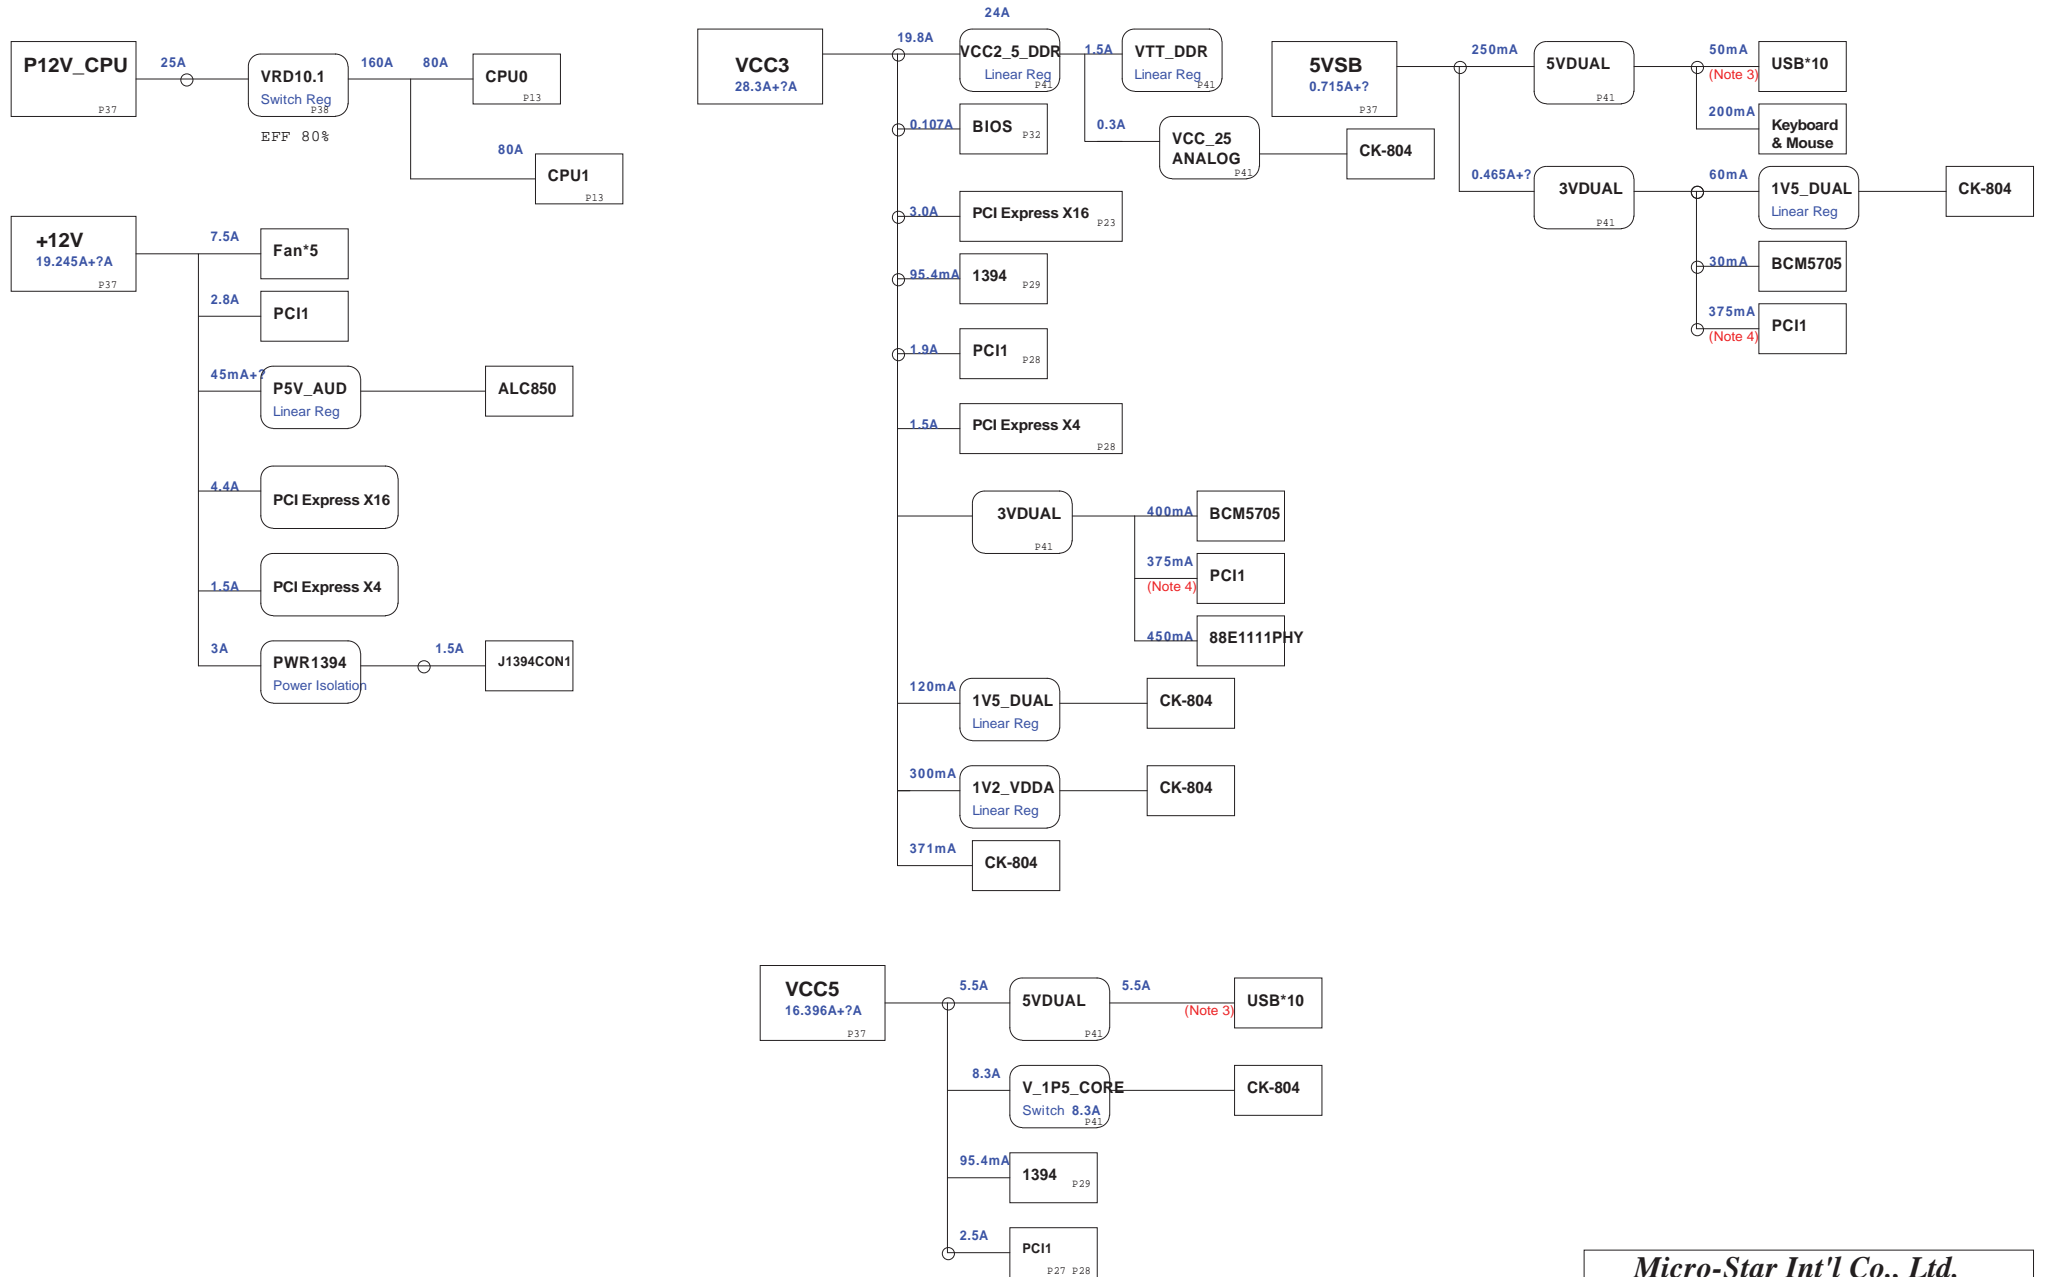 P12V_CPU
P37
25A
VRD10.1
Switch Reg
P38
EFF 80%
160A
80A
CPU0
P13
80A
CPU1
P13
+12V
19.245A+?A
P37
7.5A
Fan*5
2.8A
PCI1
45mA+?
P5V_AUD
Linear Reg
ALC850
4.4A
PCI Express X16
1.5A
PCI Express X4
3A
PWR1394
Power Isolation
1.5A
J1394CON1
VCC3
28.3A+?A
19.8A
24A
VCC2_5_DDR
Linear Reg
P41
1.5A
VTT_DDR
Linear Reg
P41
0.3A
VCC_25
ANALOG
P41
CK-804
0.107A
BIOS
P32
3.0A
PCI Express X16
P23
95.4mA
1394
P29
1.9A
PCI1
P28
1.5A
PCI Express X4
P28
3VDUAL
P41
400mA
BCM5705
375mA
(Note 4)
PCI1
450mA
88E1111PHY
120mA
1V5_DUAL
Linear Reg
CK-804
300mA
1V2_VDDA
Linear Reg
CK-804
371mA
CK-804
5VSB
0.715A+?
P37
250mA
5VDUAL
P41
50mA
(Note 3)
USB*10
200mA
Keyboard
& Mouse
0.465A+?
3VDUAL
P41
60mA
1V5_DUAL
Linear Reg
CK-804
30mA
BCM5705
375mA
(Note 4)
PCI1
VCC5
16.396A+?A
P37
5.5A
5VDUAL
P41
5.5A
(Note 3)
USB*10
8.3A
V_1P5_CORE
Switch 8.3A
P41
CK-804
95.4mA
1394
P29
2.5A
PCI1
P27 P28
Micro-Star Int'l Co., Ltd.